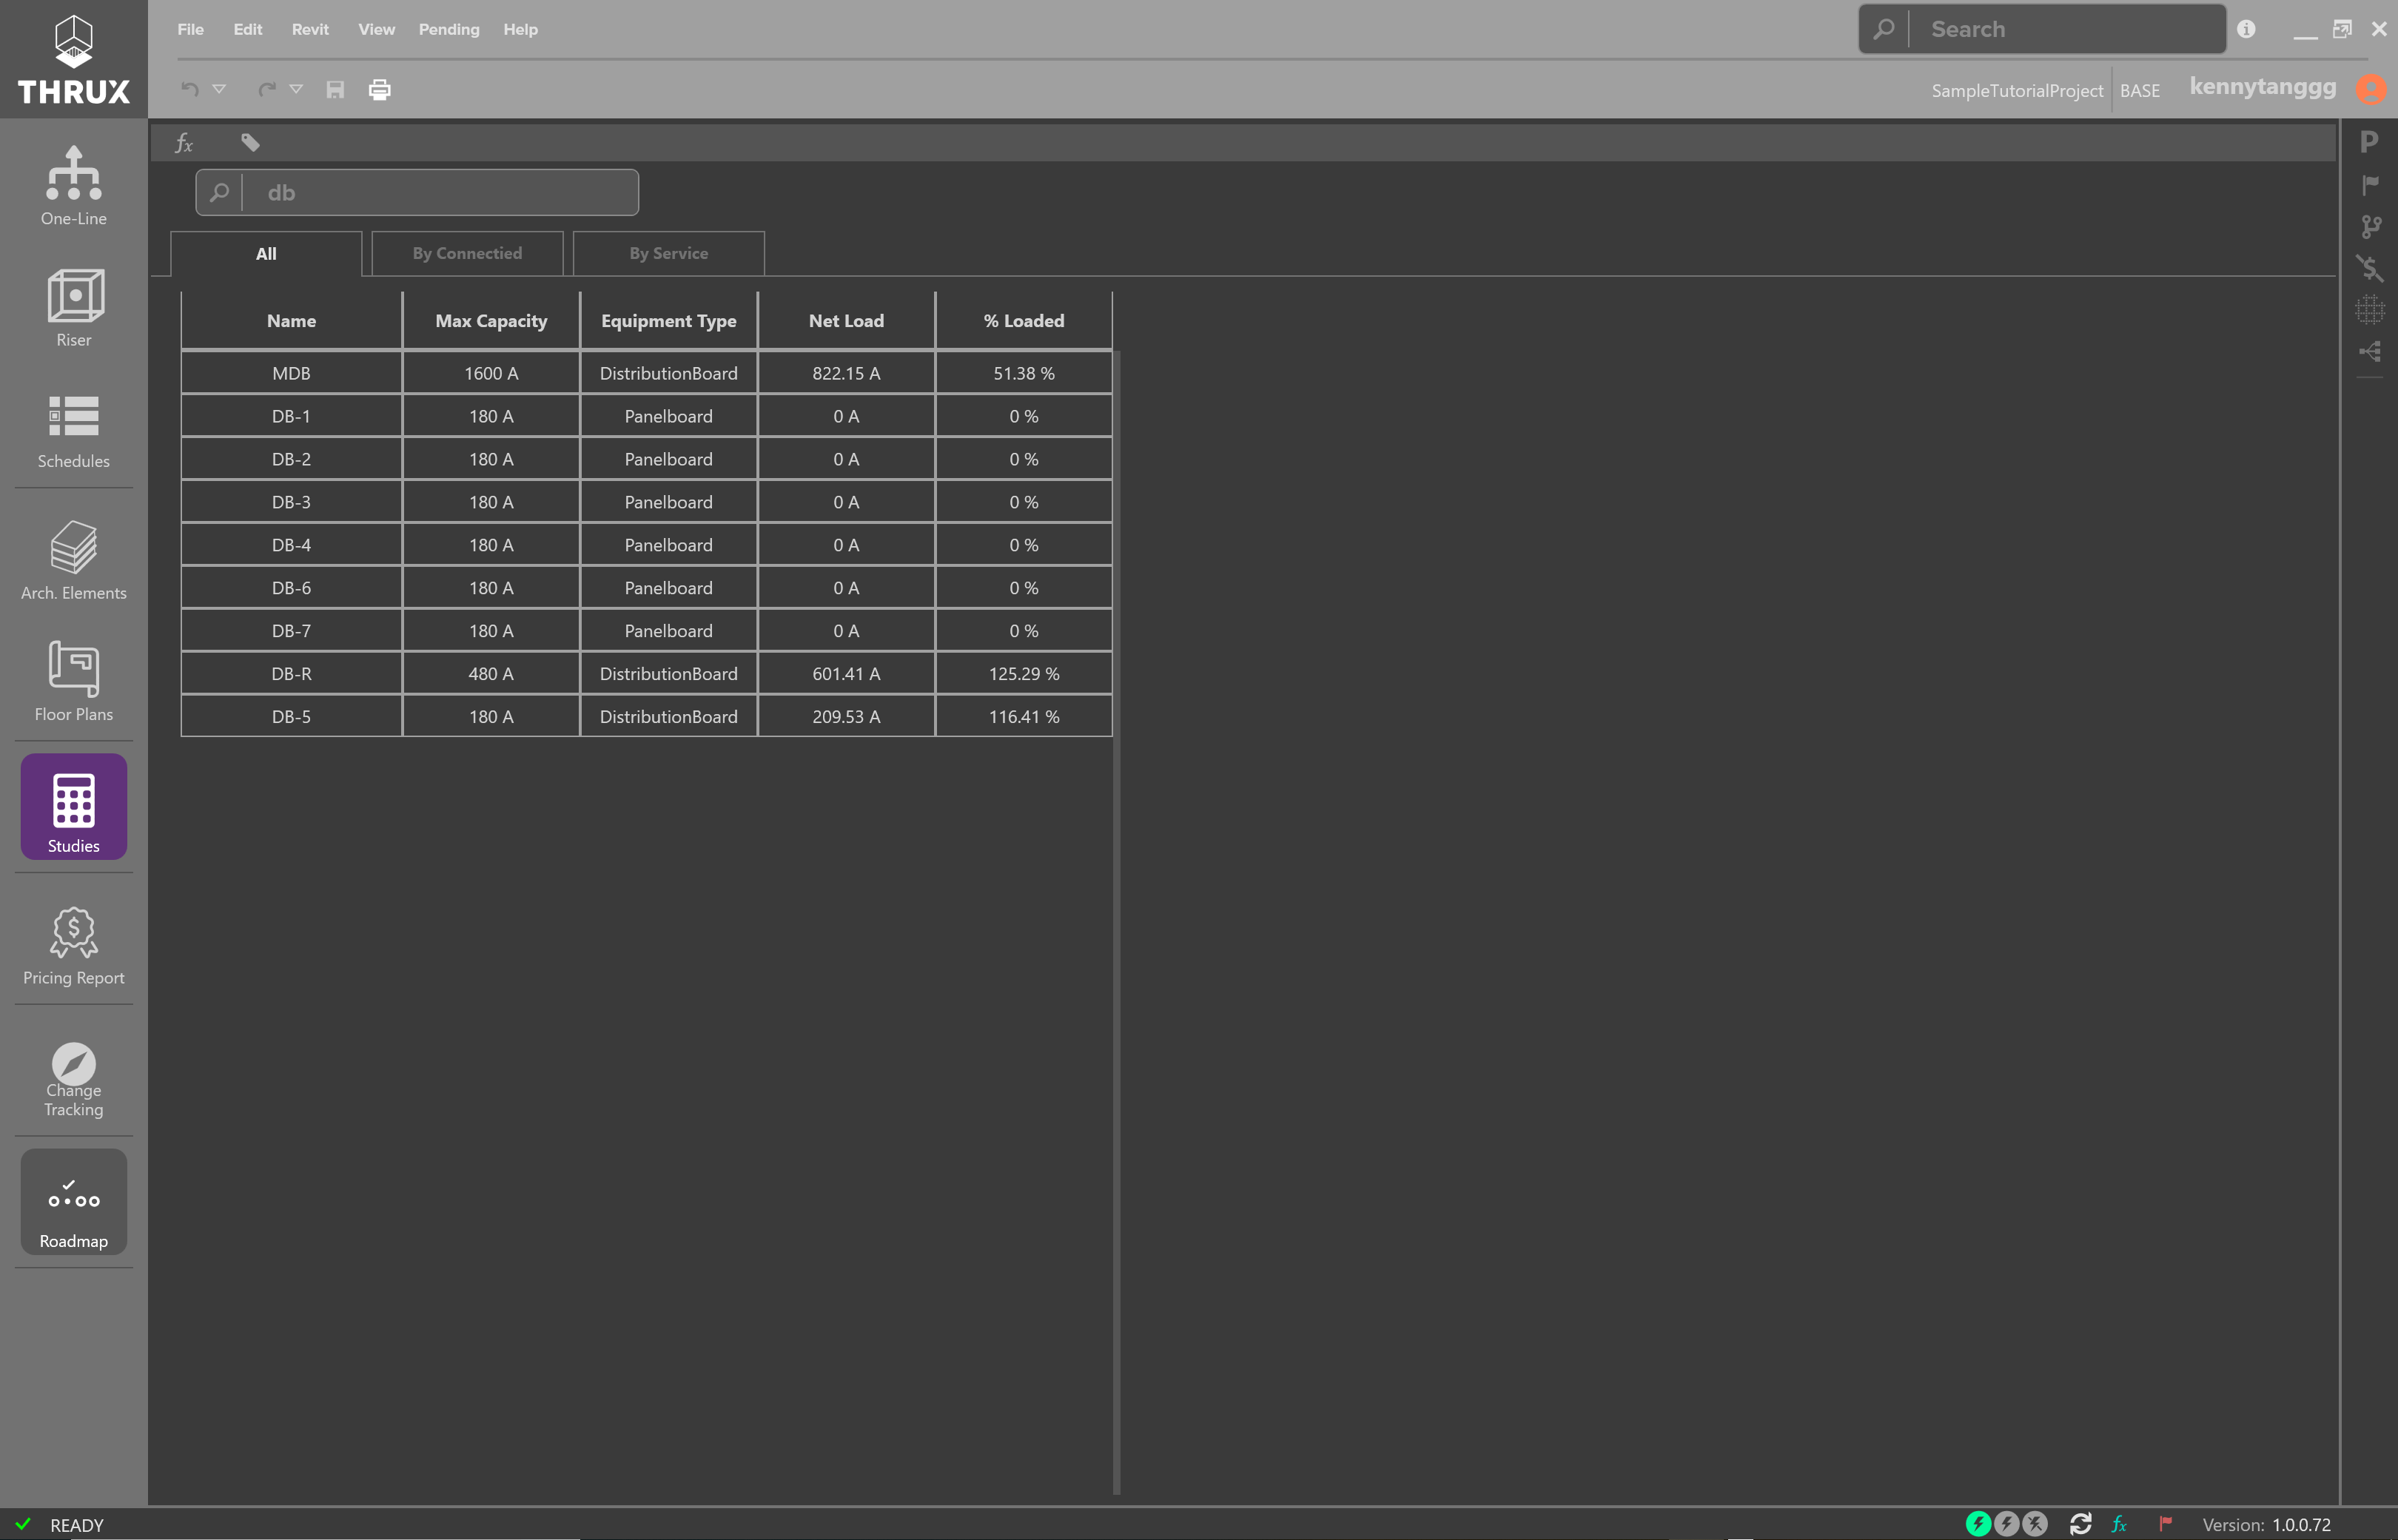 THRUX
File Edit Revit View Pending Help
Search
SampleTutorialProject BASE kennytanggg
fx
db
One-Line
Riser
Schedules
Arch. Elements
Floor Plans
Studies
Pricing Report
Change
Tracking
Roadmap
All By Connectied By Service
Name Max Capacity Equipment Type Net Load % Loaded
MDB 1600 A DistributionBoard 822.15 A 51.38 %
DB-1 180 A Panelboard 0 A 0 %
DB-2 180 A Panelboard 0 A 0 %
DB-3 180 A Panelboard 0 A 0 %
DB-4 180 A Panelboard 0 A 0 %
DB-6 180 A Panelboard 0 A 0 %
DB-7 180 A Panelboard 0 A 0 %
DB-R 480 A DistributionBoard 601.41 A 125.29 %
DB-5 180 A DistributionBoard 209.53 A 116.41 %
P
READY
fx
Version: 1.0.0.72